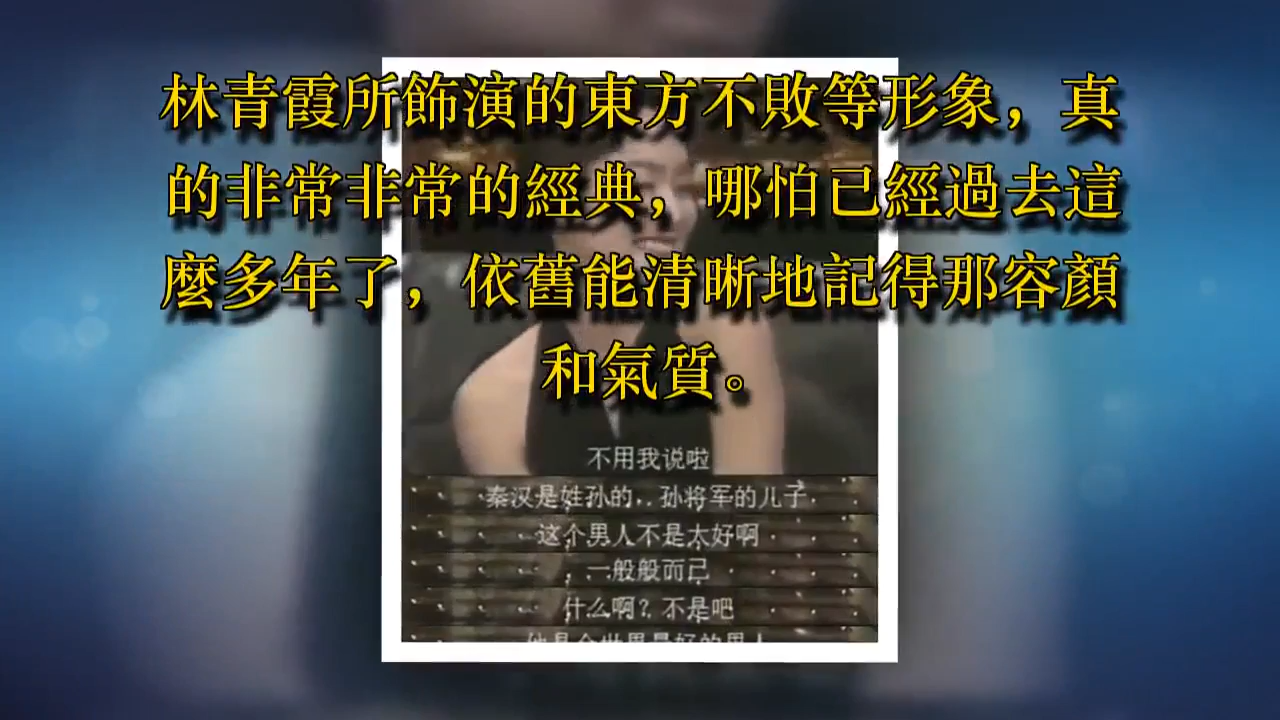 林青霞所飾演的東方不敗等形象，真
的非常非常的經典，哪怕已經過去這
麼多年了，依舊能清晰地記得那容顏
和氣質。
不用我说啦
秦汉是姓孙的..孙将军的儿子
这个男人不是太好啊
一般般而已
什么啊？不是吧